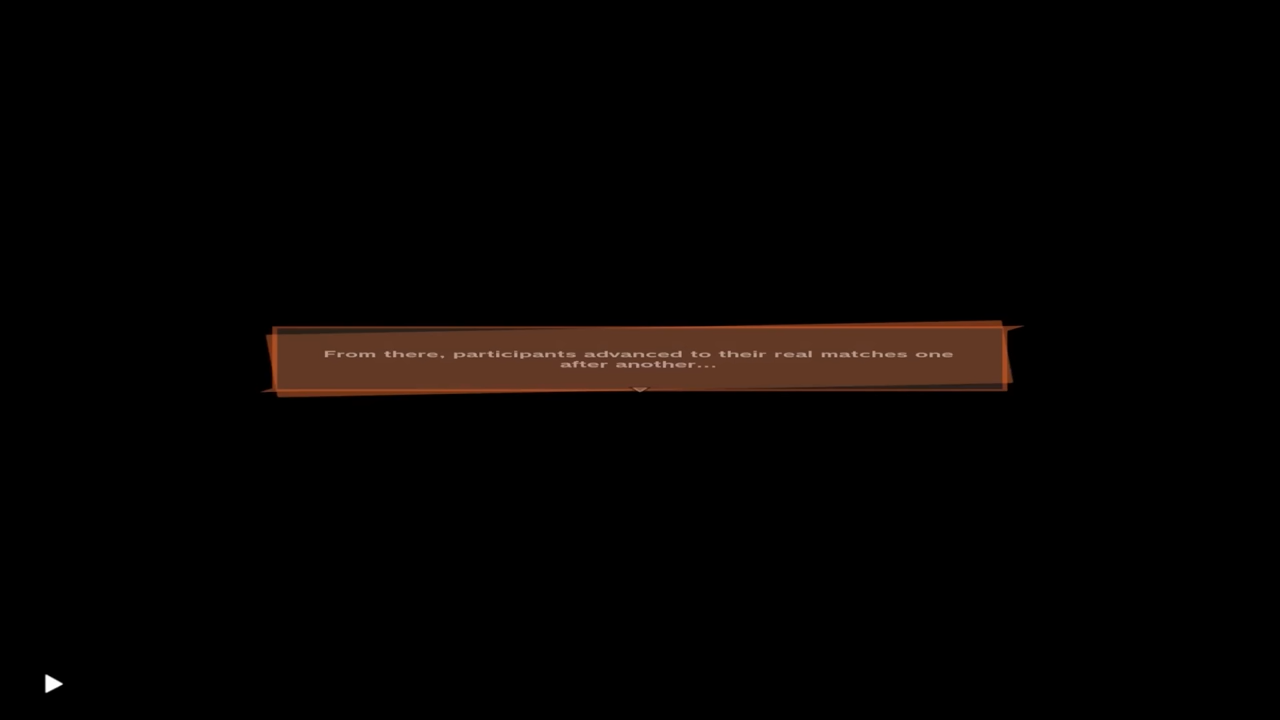 From there, participants advanced to their real matches one
after another...